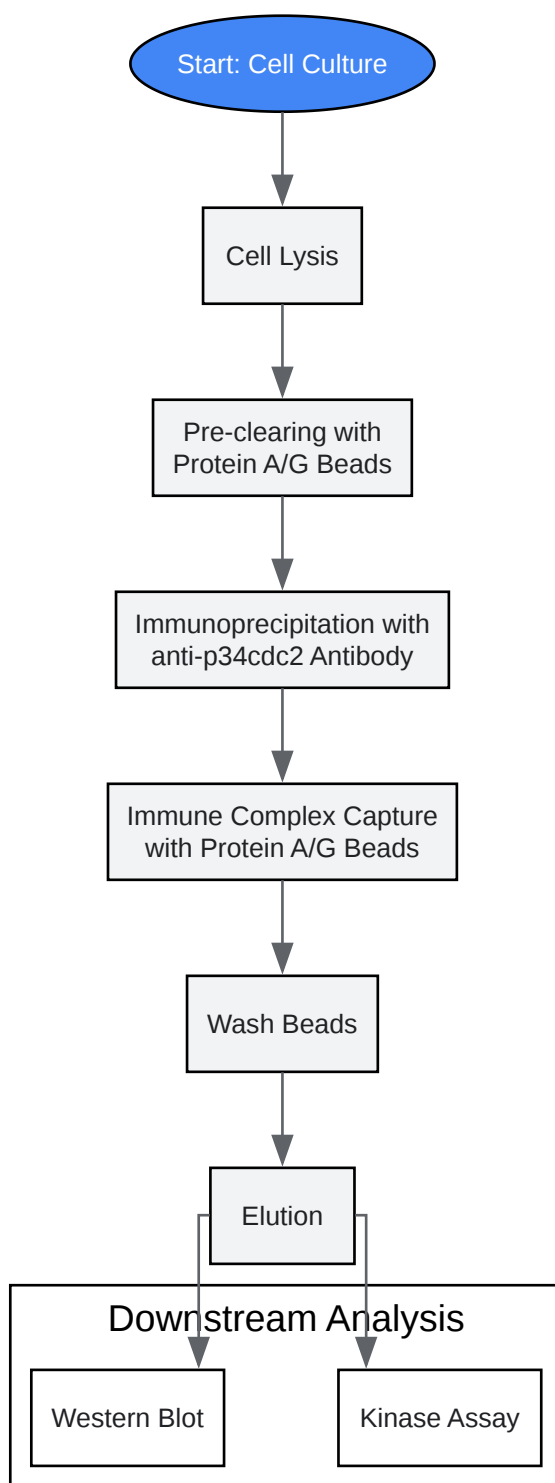 Start: Cell Culture
Cell Lysis
Pre-clearing with
Protein A/G Beads
Immunoprecipitation with
anti-p34cdc2 Antibody
Immune Complex Capture
with Protein A/G Beads
Wash Beads
Elution
Downstream Analysis
Western Blot
Kinase Assay